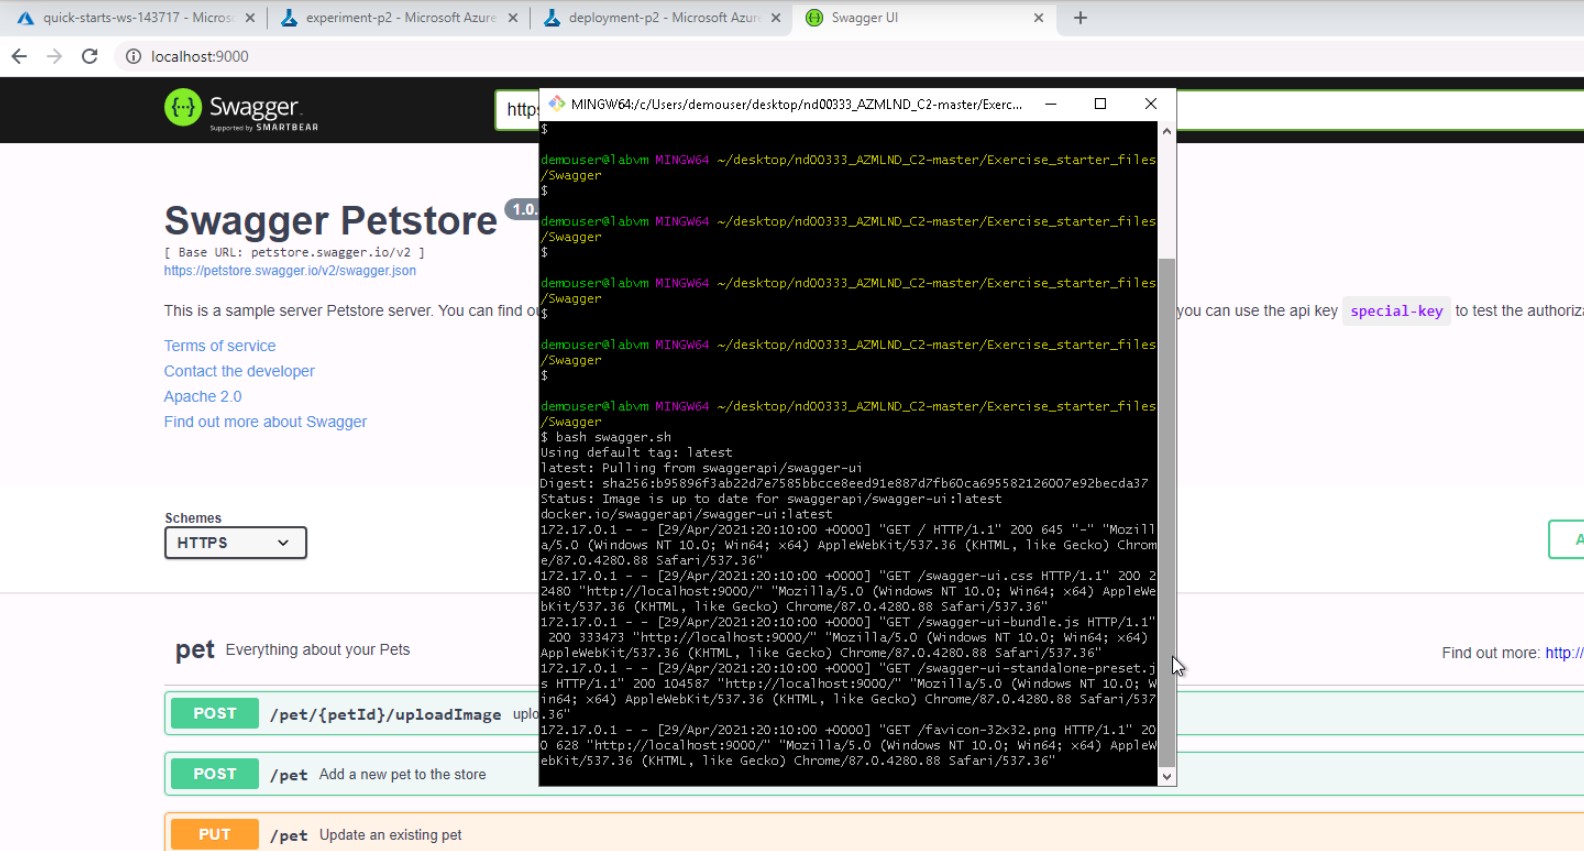 quick-starts-ws-143717 - Micros
experiment-p2 - Microsoft Azure
deployment-p2 - Microsoft Azur
Swagger UI
localhost:9000
Swagger
Supported by SMARTBEAR
https
MINGW64:/c/Users/demouser/desktop/nd00333_AZMLND_C2-master/Exerc...
Swagger Petstore
1.0.
[ Base URL: petstore.swagger.io/v2 ]
https://petstore.swagger.io/v2/swagger.json
This is a sample server Petstore server. You can find ou
you can use the api key special-key to test the authoriza
Terms of service
Contact the developer
Apache 2.0
Find out more about Swagger
Schemes
HTTPS
A
pet Everything about your Pets
Find out more: http://
POST /pet/{petId}/uploadImage uplo
POST /pet Add a new pet to the store
PUT /pet Update an existing pet
$
demouser@labvm MINGW64 ~/desktop/nd00333_AZMLND_C2-master/Exercise_starter_files
/Swagger
$
demouser@labvm MINGW64 ~/desktop/nd00333_AZMLND_C2-master/Exercise_starter_files
/Swagger
$
demouser@labvm MINGW64 ~/desktop/nd00333_AZMLND_C2-master/Exercise_starter_files
/Swagger
$
demouser@labvm MINGW64 ~/desktop/nd00333_AZMLND_C2-master/Exercise_starter_files
/Swagger
$
demouser@labvm MINGW64 ~/desktop/nd00333_AZMLND_C2-master/Exercise_starter_files
/Swagger
$ bash swagger.sh
Using default tag: latest
latest: Pulling from swaggerapi/swagger-ui
Digest: sha256:b95896f3ab22d7e7585bbcce8eed91e887d7fb60ca695582126007e92becda37
Status: Image is up to date for swaggerapi/swagger-ui:latest
docker.io/swaggerapi/swagger-ui:latest
172.17.0.1 - - [29/Apr/2021:20:10:00 +0000] "GET / HTTP/1.1" 200 645 "-" "Mozill
a/5.0 (Windows NT 10.0; Win64; x64) AppleWebKit/537.36 (KHTML, like Gecko) Chrom
e/87.0.4280.88 Safari/537.36"
172.17.0.1 - - [29/Apr/2021:20:10:00 +0000] "GET /swagger-ui.css HTTP/1.1" 200 2
2480 "http://localhost:9000/" "Mozilla/5.0 (Windows NT 10.0; Win64; x64) AppleWe
bKit/537.36 (KHTML, like Gecko) Chrome/87.0.4280.88 Safari/537.36"
172.17.0.1 - - [29/Apr/2021:20:10:00 +0000] "GET /swagger-ui-bundle.js HTTP/1.1"
200 333473 "http://localhost:9000/" "Mozilla/5.0 (Windows NT 10.0; Win64; x64)
AppleWebKit/537.36 (KHTML, like Gecko) Chrome/87.0.4280.88 Safari/537.36"
172.17.0.1 - - [29/Apr/2021:20:10:00 +0000] "GET /swagger-ui-standalone-preset.j
s HTTP/1.1" 200 104587 "http://localhost:9000/" "Mozilla/5.0 (Windows NT 10.0; W
in64; x64) AppleWebKit/537.36 (KHTML, like Gecko) Chrome/87.0.4280.88 Safari/537
.36"
172.17.0.1 - - [29/Apr/2021:20:10:00 +0000] "GET /favicon-32x32.png HTTP/1.1" 20
0 628 "http://localhost:9000/" "Mozilla/5.0 (Windows NT 10.0; Win64; x64) AppleW
ebKit/537.36 (KHTML, like Gecko) Chrome/87.0.4280.88 Safari/537.36"